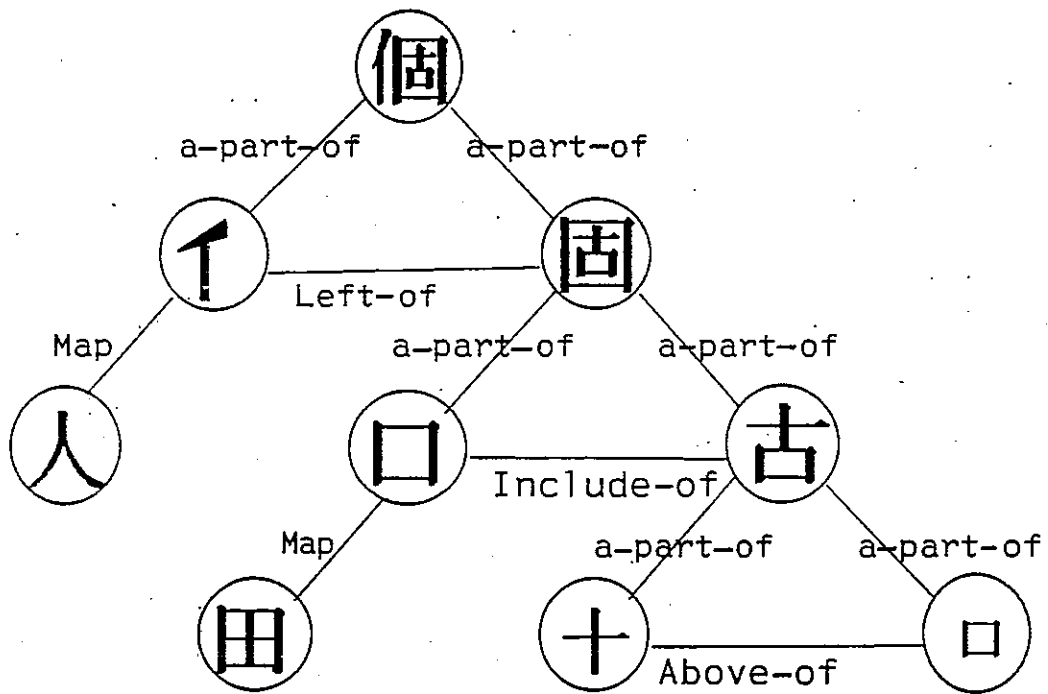 個
a-part-of a-part-of
亻 固
Left-of
Map a-part-of a-part-of
人 囗 古
Include-of
Map a-part-of a-part-of
田 十 口
Above-of